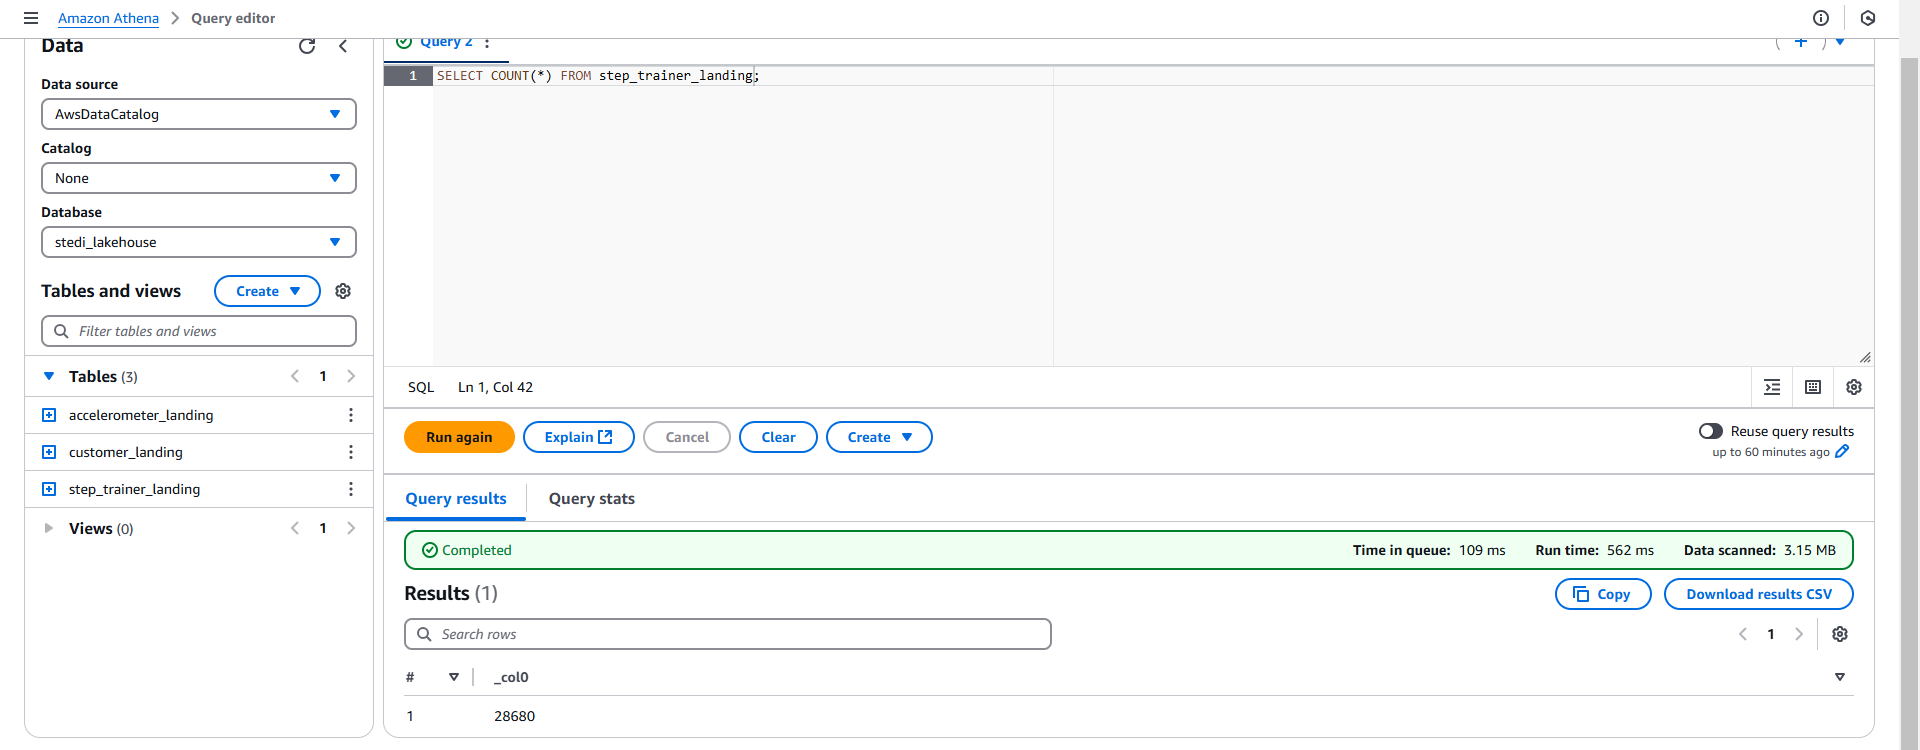 Amazon Athena
Query editor
Data
Data source
AwsDataCatalog
Catalog
None
Database
stedi_lakehouse
Tables and views
Create
Filter tables and views
Tables (3)
1
accelerometer_landing
customer_landing
step_trainer_landing
Views (0)
1
Query 2
1 SELECT COUNT(*) FROM step_trainer_landing;
SQL
Ln 1, Col 42
Run again
Explain
Cancel
Clear
Create
Reuse query results
up to 60 minutes ago
Query results
Query stats
Completed
Time in queue: 109 ms
Run time: 562 ms
Data scanned: 3.15 MB
Results (1)
Copy
Download results CSV
Search rows
1
# _col0
1 28680